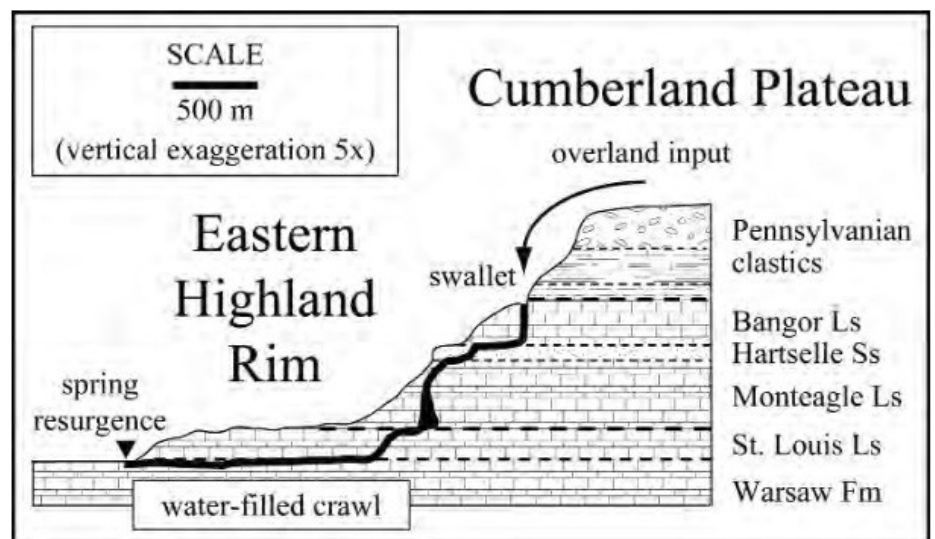 SCALE
500 m
(vertical exaggeration 5x)
Cumberland Plateau
overland input
Eastern
Highland
Rim
swallet
spring
resurgence
Pennsylvanian
clastics
Bangor Ls
Hartselle Ss
Monteagle Ls
St. Louis Ls
Warsaw Fm
water-filled crawl